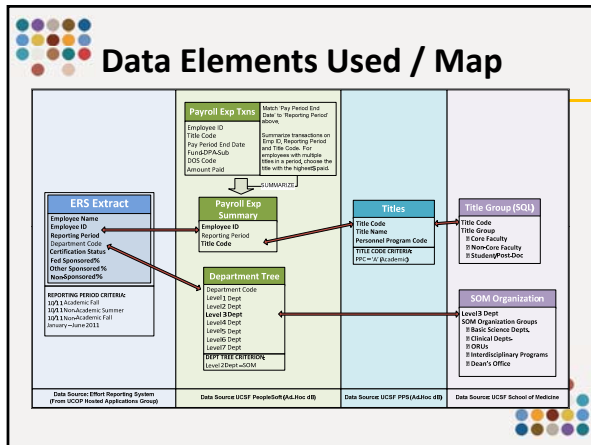 Data Elements Used / Map
Payroll Exp Txns
Employee ID
Title Code
Pay Period End Date
Fund-DPA-Sub
DOS Code
Amount Paid
Match 'Pay Period End
Date' to 'Reporting Period'
above,
Summarize transactions on
Emp ID, Reporting Period
and Title Code. For
employees with multiple
titles in a period, choose the
title with the highest $ paid.
SUMMARIZE
ERS Extract
Employee Name
Employee ID
Reporting Period
Department Code
Certification Status
Fed Sponsored %
Other Sponsored %
Non-Sponsored %
REPORTING PERIOD CRITERIA:
10/11 Academic Fall
10/11 Non-Academic Summer
10/11 Non-Academic Fall
January – June 2011
Payroll Exp
Summary
Employee ID
Reporting Period
Title Code
Department Tree
Department Code
Level 1 Dept
Level 2 Dept
Level 3 Dept
Level 4 Dept
Level 5 Dept
Level 6 Dept
Level 7 Dept
DEPT TREE CRITERION:
Level 2 Dept = SOM
Titles
Title Code
Title Name
Personnel Program Code
TITLE CODE CRITERIA:
PPC = 'A' (Academic)
Title Group (SQL)
Title Code
Title Group
Core Faculty
Non-Core Faculty
Student/Post-Doc
SOM Organization
Level 3 Dept
SOM Organization Groups
Basic Science Depts.
Clinical Depts.
ORUs
Interdisciplinary Programs
Dean's Office
Data Source: Effort Reporting System
(From UCOP Hosted Applications Group)
Data Source: UCSF PeopleSoft (Ad.Hoc dB)
Data Source: UCSF PPS (Ad.Hoc dB)
Data Source: UCSF School of Medicine